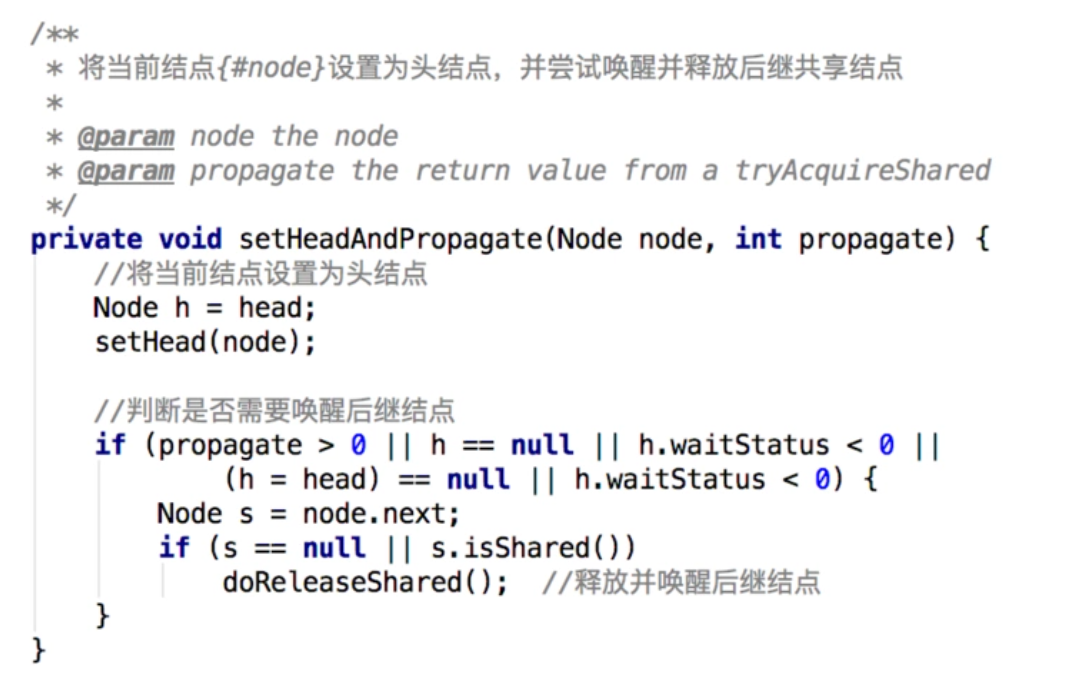 /**
 * 将当前结点{#node}设置为头结点，并尝试唤醒并释放后继共享结点
 *
 * @param node the node
 * @param propagate the return value from a tryAcquireShared
 */
private void setHeadAndPropagate(Node node, int propagate) {
    //将当前结点设置为头结点
    Node h = head;
    setHead(node);

    //判断是否需要唤醒后继结点
    if (propagate > 0 || h == null || h.waitStatus < 0 ||
            (h = head) == null || h.waitStatus < 0) {
        Node s = node.next;
        if (s == null || s.isShared())
            doReleaseShared();  //释放并唤醒后继结点
    }
}